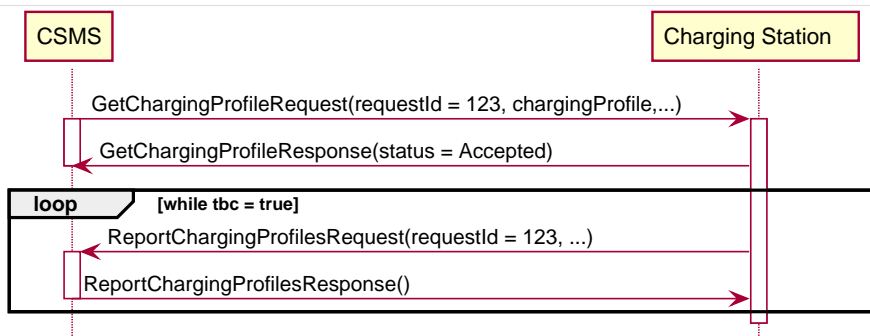 CSMS
Charging Station
GetChargingProfileRequest(requestId = 123, chargingProfile,...)
GetChargingProfileResponse(status = Accepted)
loop [while tbc = true]
ReportChargingProfilesRequest(requestId = 123, ...)
ReportChargingProfilesResponse()